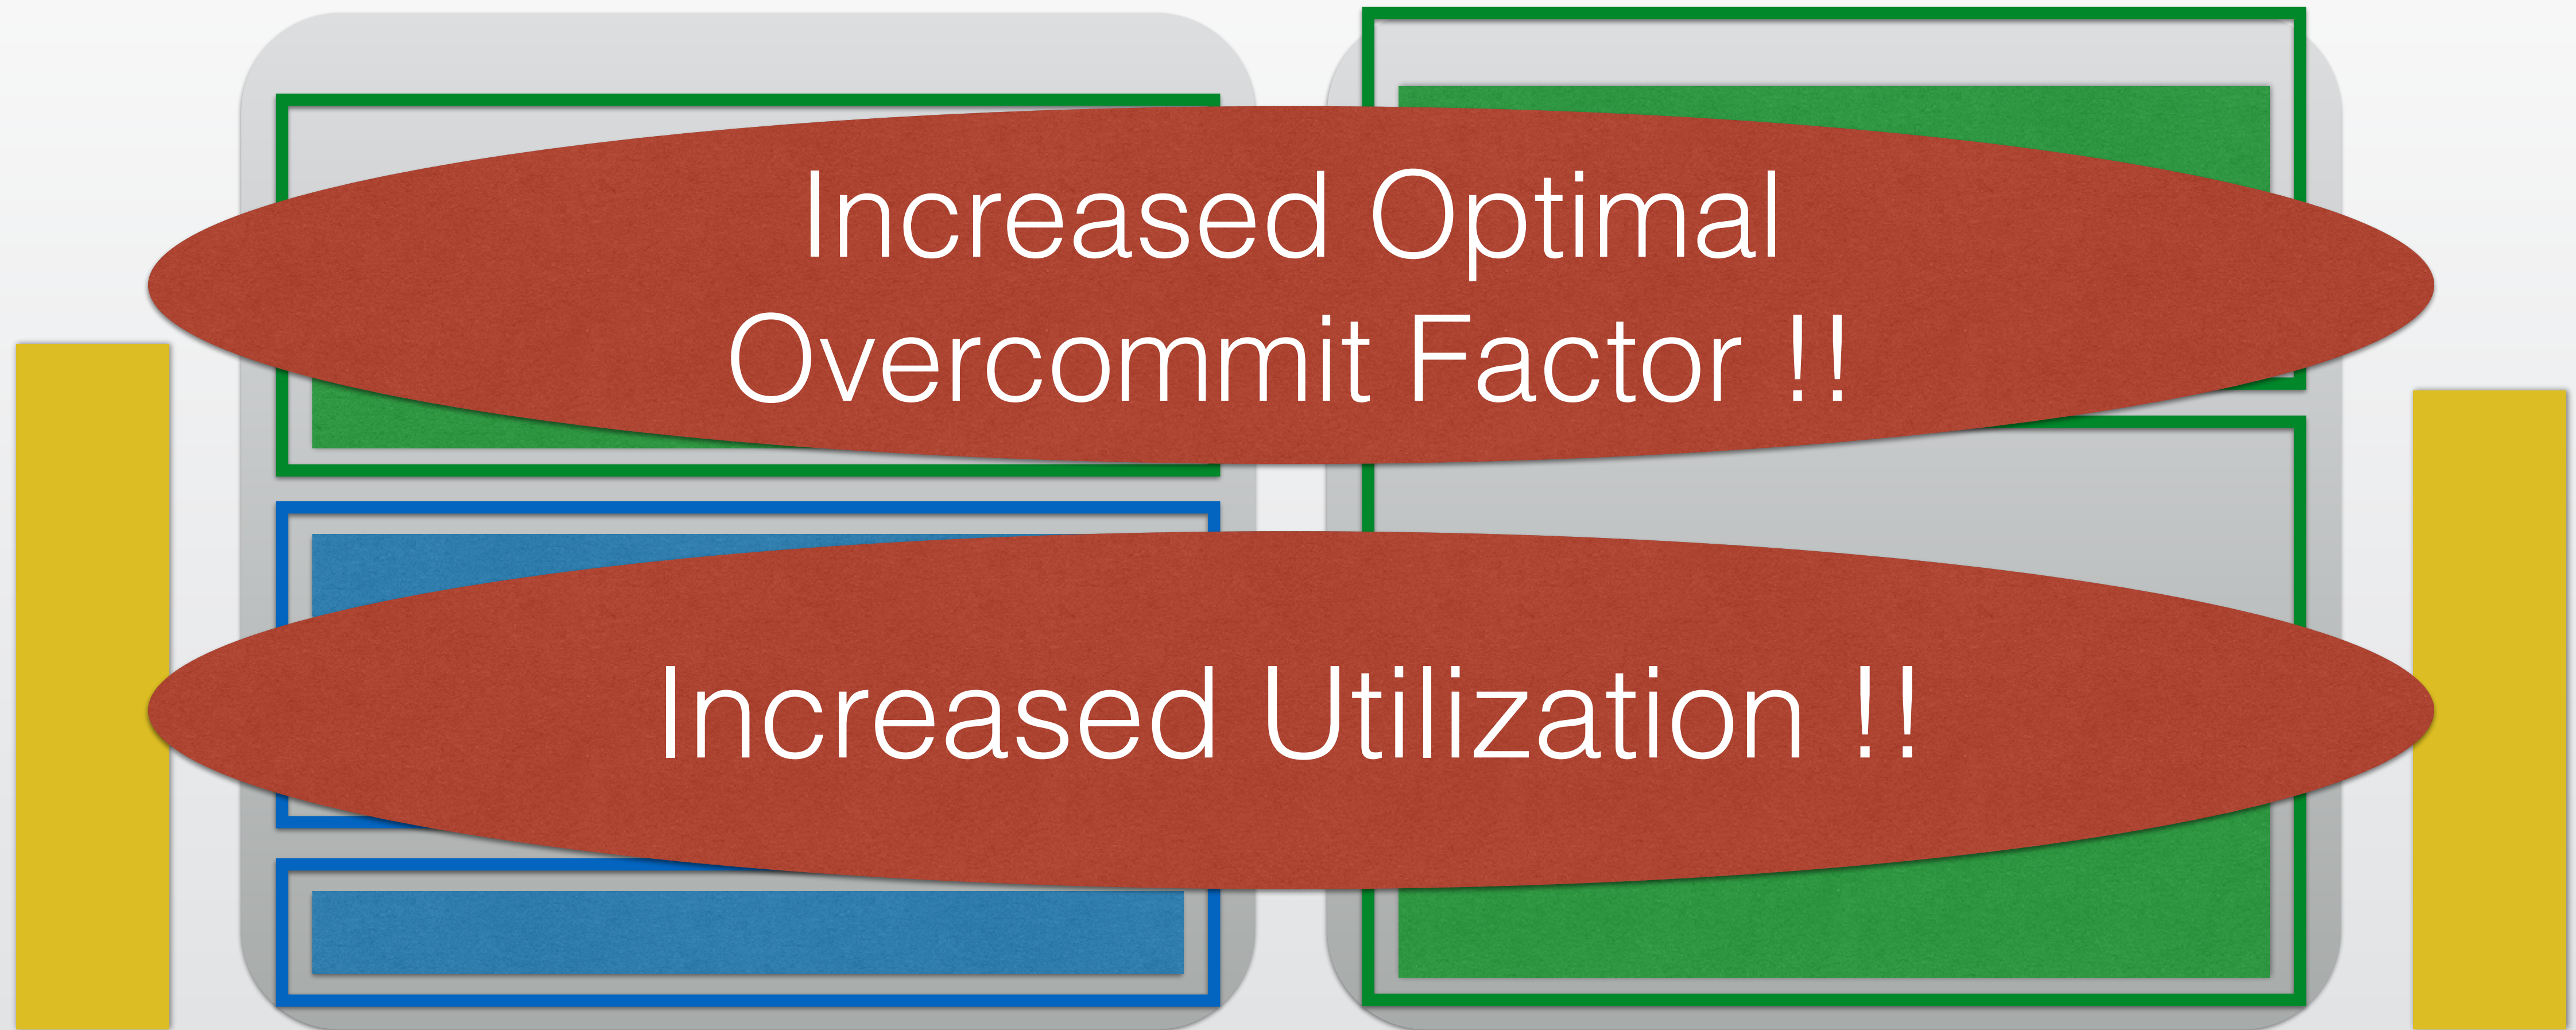 Increased Optimal
Overcommit Factor !!
Increased Utilization !!